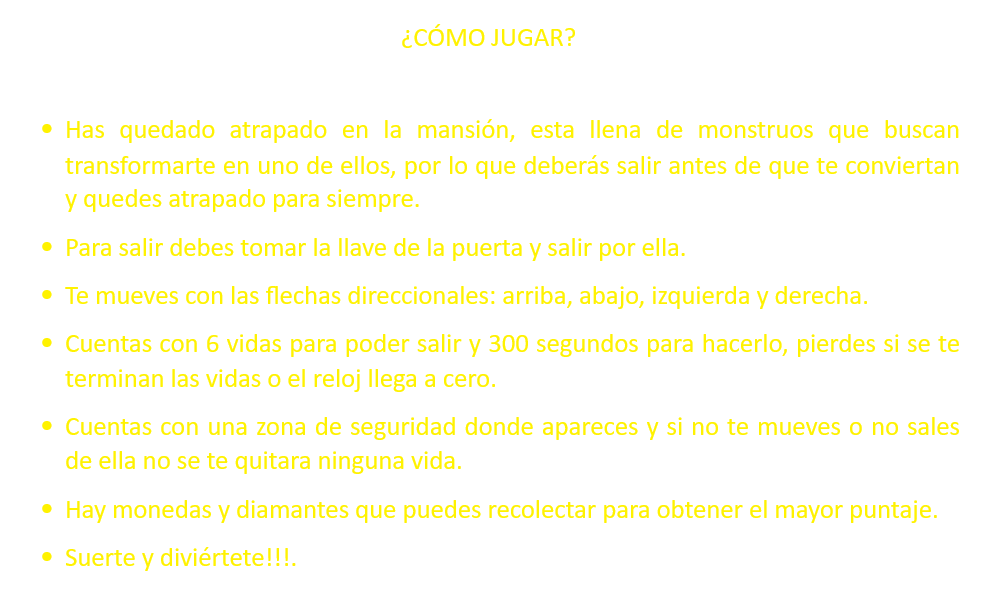 ¿CÓMO JUGAR?
• Has quedado atrapado en la mansión, esta llena de monstruos que buscan
transformarte en uno de ellos, por lo que deberás salir antes de que te conviertan
y quedes atrapado para siempre.
• Para salir debes tomar la llave de la puerta y salir por ella.
• Te mueves con las flechas direccionales: arriba, abajo, izquierda y derecha.
• Cuentas con 6 vidas para poder salir y 300 segundos para hacerlo, pierdes si se te
terminan las vidas o el reloj llega a cero.
• Cuentas con una zona de seguridad donde apareces y si no te mueves o no sales
de ella no se te quitara ninguna vida.
• Hay monedas y diamantes que puedes recolectar para obtener el mayor puntaje.
• Suerte y diviértete!!!.